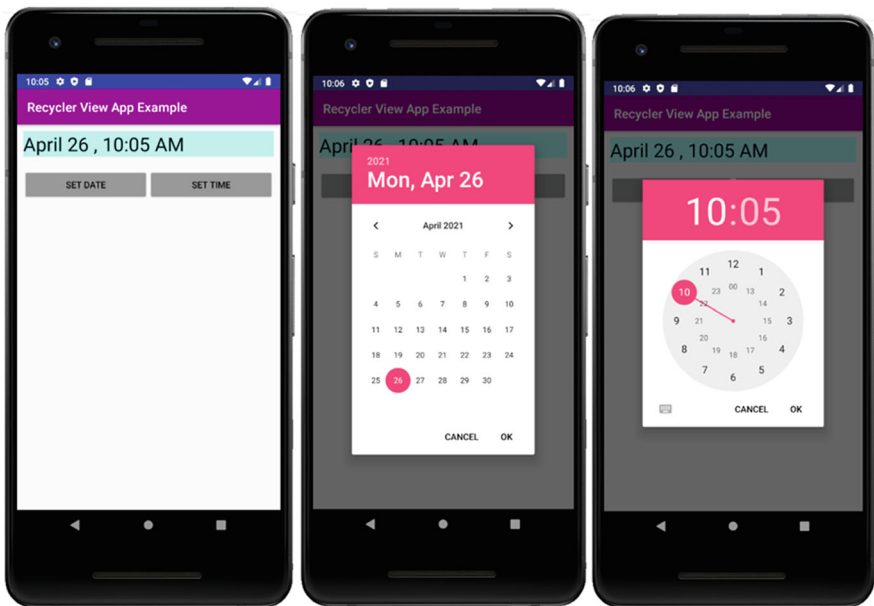 10:05
Recycler View App Example
April 26 , 10:05 AM
SET DATE SET TIME
10:06
Recycler View App Example
April 26 , 10:05 AM
2021
Mon, Apr 26
April 2021
S M T W T F S
1 2 3
4 5 6 7 8 9 10
11 12 13 14 15 16 17
18 19 20 21 22 23 24
25 26 27 28 29 30
CANCEL OK
10:06
Recycler View App Example
April 26 , 10:05 AM
10:05
12
11 1
00
23 13
10 2
22 14
9 21 15 3
20 16
8 4
19 18 17
7 5
6
CANCEL OK